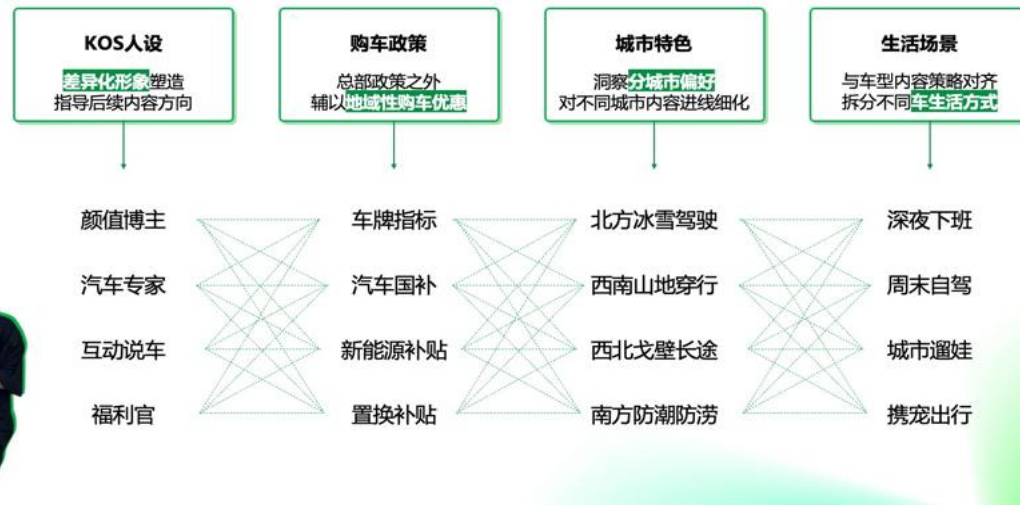 KOS人设
差异化形象塑造
指导后续内容方向
购车政策
总部政策之外
辅以地域性购车优惠
城市特色
洞察分城市偏好
对不同城市内容进线细化
生活场景
与车型内容策略对齐
拆分不同车生活方式
颜值博主
车牌指标
北方冰雪驾驶
深夜下班
汽车专家
汽车国补
西南山地穿行
周末自驾
互动说车
新能源补贴
西北戈壁长途
城市遛娃
福利官
置换补贴
南方防潮防涝
携宠出行